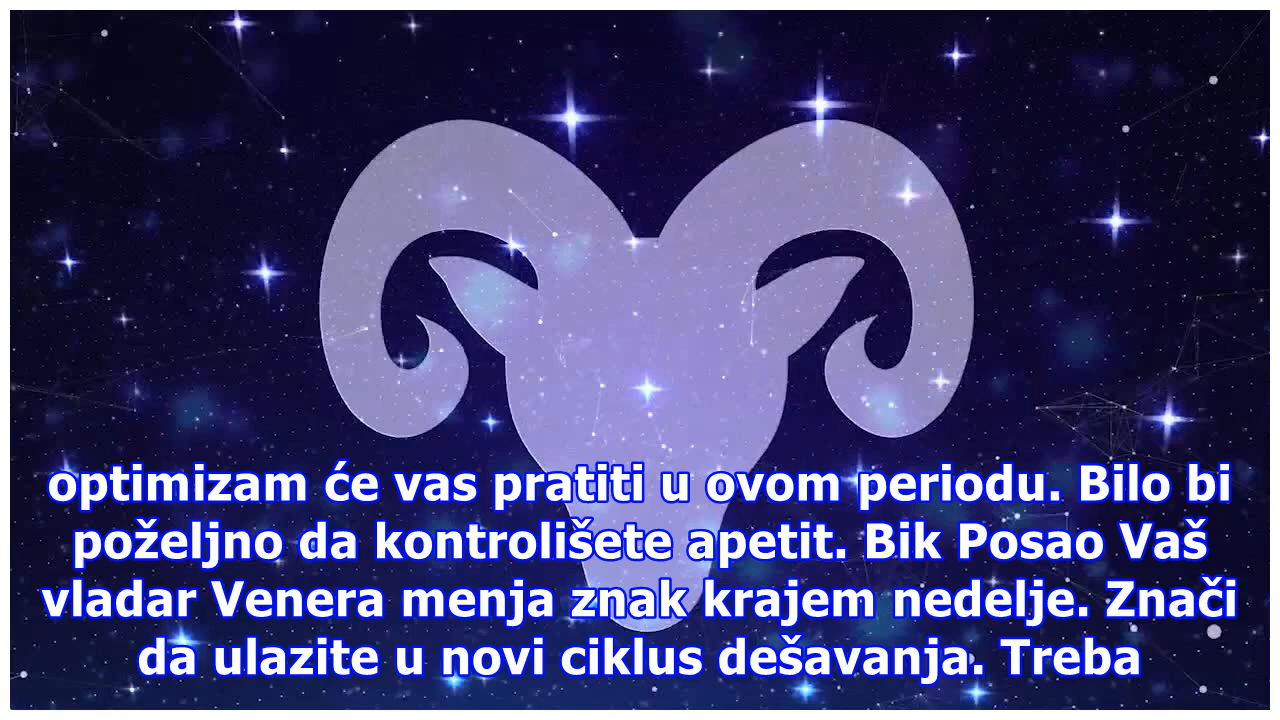 optimizam će vas pratiti u ovom periodu. Bilo bi
poželjno da kontrolišete apetit. Bik Posao Vaš
vladar Venera menja znak krajem nedelje. Znači
da ulazite u novi ciklus dešavanja. Treba